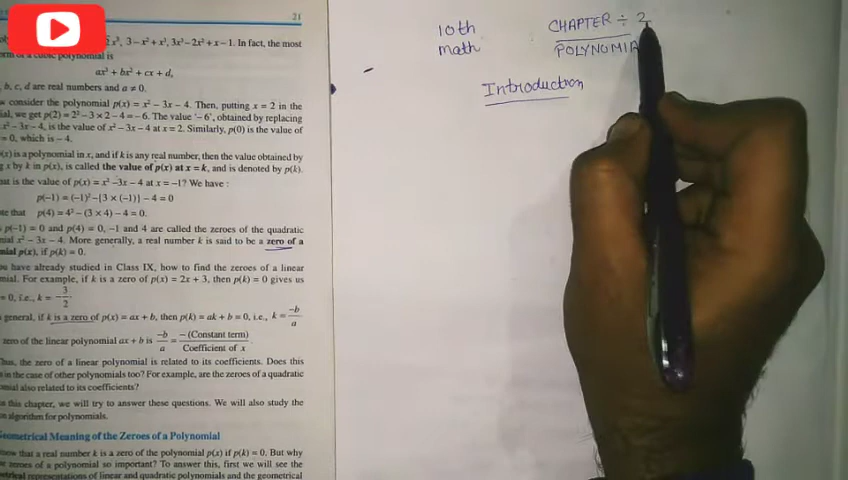 21
x³, 3 – x² + x³, 3x³ – 2x² + x – 1. In fact, the most
of a cubic polynomial is
ax³ + bx² + cx + d,
b, c, d are real numbers and a ≠ 0.
consider the polynomial p(x) = x² – 3x – 4. Then, putting x = 2 in the
we get p(2) = 2² – 3 × 2 – 4 = – 6. The value ‘– 6’, obtained by replacing
x² – 3x – 4, is the value of x² – 3x – 4 at x = 2. Similarly, p(0) is the value of
= 0, which is – 4.
is a polynomial in x, and if k is any real number, then the value obtained by
x by k in p(x), is called the value of p(x) at x = k, and is denoted by p(k).
is the value of p(x) = x² –3x – 4 at x = –1? We have :
p(–1) = (–1)² –{3 × (–1)} – 4 = 0
that p(4) = 4² – (3 × 4) – 4 = 0.
p(–1) = 0 and p(4) = 0, –1 and 4 are called the zeroes of the quadratic
x² – 3x – 4. More generally, a real number k is said to be a zero of a
p(x), if p(k) = 0.
have already studied in Class IX, how to find the zeroes of a linear
For example, if k is a zero of p(x) = 2x + 3, then p(k) = 0 gives us
= 0, i.e., k = –3/2
general, if k is a zero of p(x) = ax + b, then p(k) = ak + b = 0, i.e., k = –b/a
zero of the linear polynomial ax + b is –b/a = –(Constant term)/Coefficient of x
the zero of a linear polynomial is related to its coefficients. Does this
in the case of other polynomials too? For example, are the zeroes of a quadratic
also related to its coefficients?
this chapter, we will try to answer these questions. We will also study the
algorithm for polynomials.
Geometrical Meaning of the Zeroes of a Polynomial
know that a real number k is a zero of the polynomial p(x) if p(k) = 0. But why
zeroes of a polynomial so important? To answer this, first we will see the
representations of linear and quadratic polynomials and the geometrical
10th CHAPTER ÷ 2
math POLYNOMIA
Introduction